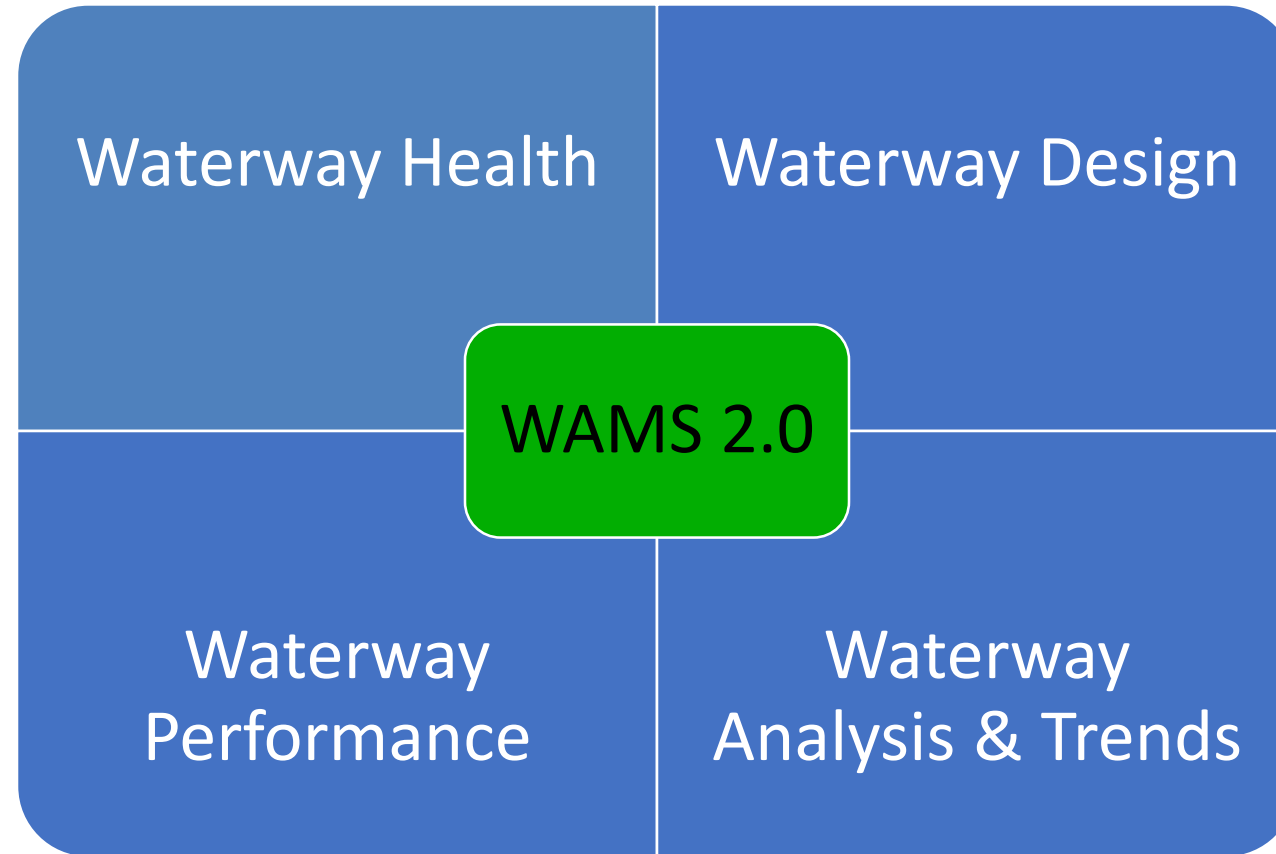 Waterway Health
Waterway Design
WAMS 2.0
Waterway
Performance
Waterway
Analysis & Trends